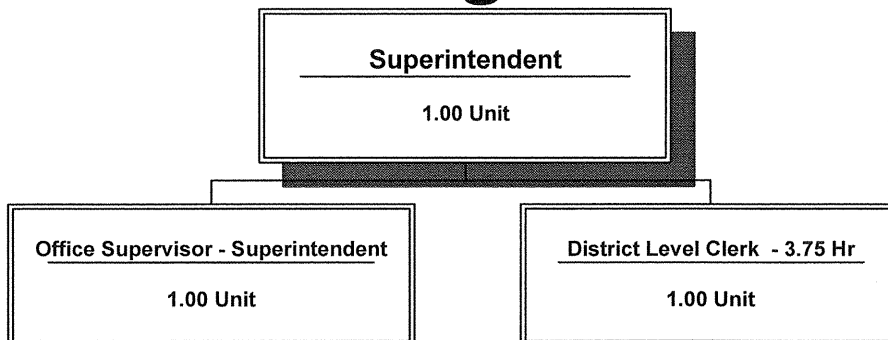 Superintendent
1.00 Unit
Office Supervisor - Superintendent
1.00 Unit
District Level Clerk - 3.75 Hr
1.00 Unit